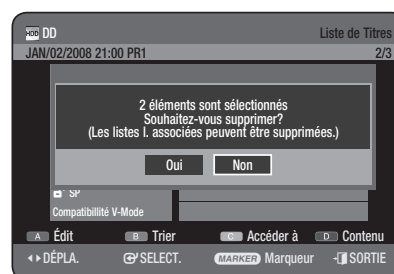 HDD DD Liste de Titres
JAN/02/2008 21:00 PR1 2/3
2 éléments sont sélectionnés
Souhaitez-vous supprimer?
(Les listes l. associées peuvent être supprimées.)
Oui Non
SP
Compatibillité V-Mode
A Édit B Trier C Accéder à D Contenu
DÉPLA. SELECT. MARKER Marqueur SORTIE